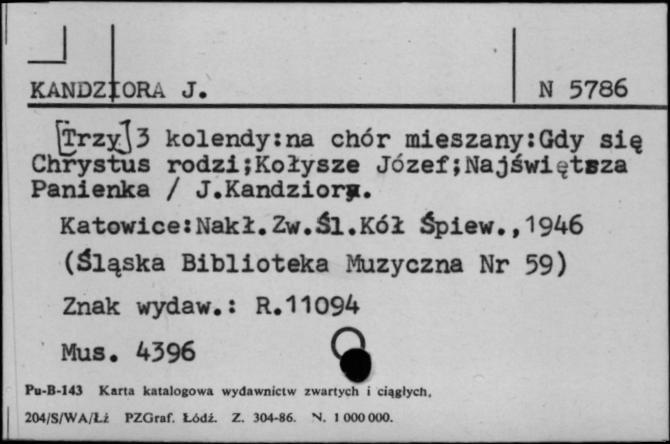 KANDZIORA J. N 5786
[Trzy]3 kolendy:na chór mieszany:Gdy się
Chrystus rodzi;Kołysze Józef;Najświętsza
Panienka / J.Kandziora.
Katowice:Nakł.Zw.Śl.Kół Śpiew.,1946
(Śląska Biblioteka Muzyczna Nr 59)
Znak wydaw.: R.11094
Mus. 4396
Pu-B-143 Karta katalogowa wydawnictw zwartych i ciągłych,
204/S/WA/Łż PZGraf. Łódź. Z. 304-86. N. 1 000 000.